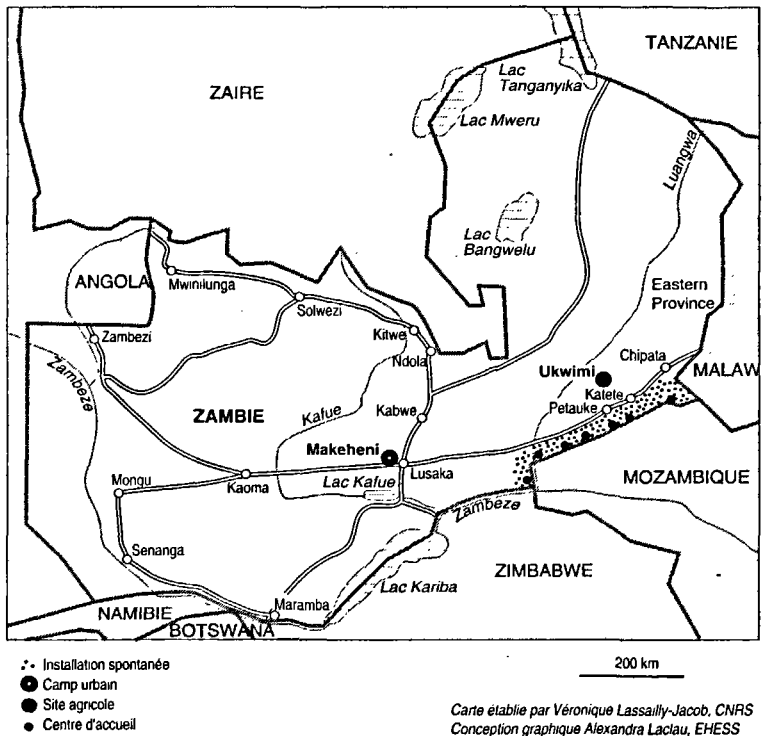 TANZANIE
ZAIRE
Lac
Tanganyika
Lac Mweru
Luangwa
Lac
Bangwelu
ANGOLA
Mwinilunga
Eastern
Province
Solwezi
Zambezi
Kitwe
Ndola
Chipata
MALAW
Ukwimi
Katete
Petauke
Zambèze
ZAMBIE
Kafue
Kabwe
Makeheni
Lusaka
MOZAMBIQUE
Mongu
Kaoma
Lac Kafue
Zambèze
Senanga
ZIMBABWE
Lac Kariba
Maramba
NAMIBIE
BOTSWANA
Installation spontanée
Camp urbain
Site agricole
Centre d'accueil
200 km
Carte établie par Véronique Lassailly-Jacob, CNRS
Conception graphique Alexandra Laclau, EHESS